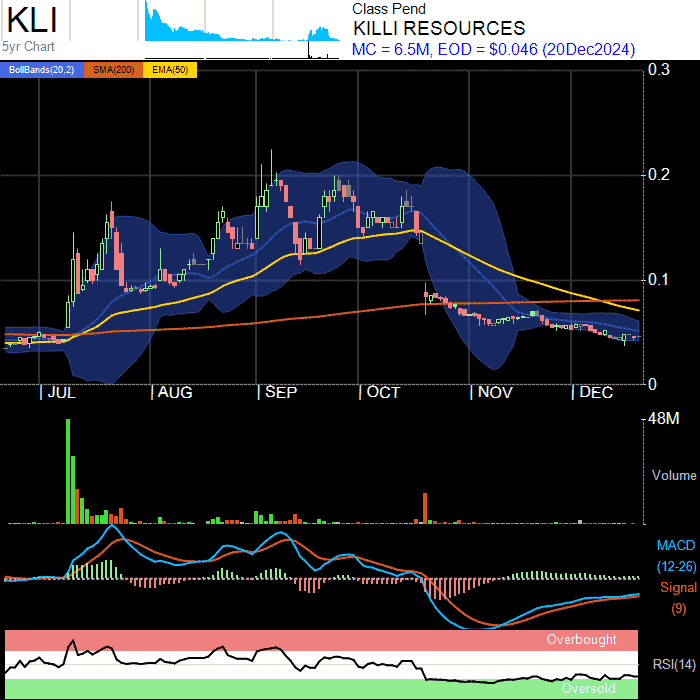 KLI
5yr Chart
Class Pend
KILLI RESOURCES
MC = 6.5M, EOD = $0.046 (20Dec2024)
BollBands(20,2) SMA(200) EMA(50)
0.3
0.2
0.1
0
JUL AUG SEP OCT NOV DEC
48M
Volume
MACD
(12-26)
Signal
(9)
Overbought
RSI(14)
Oversold